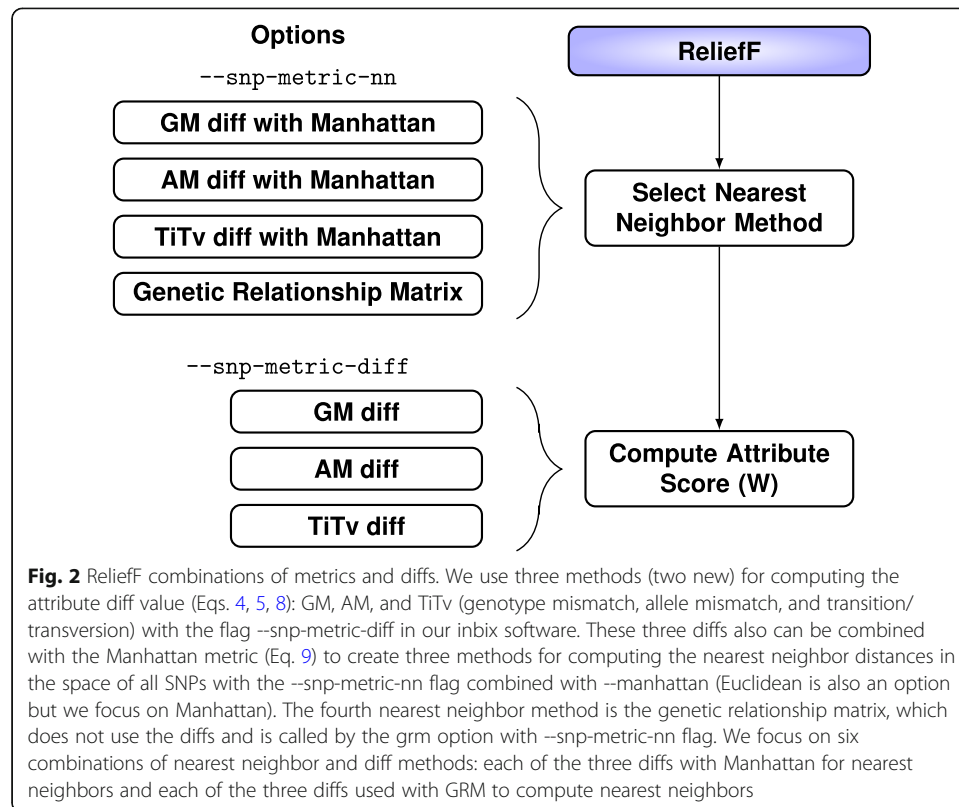 Options
--snp-metric-nn
GM diff with Manhattan
AM diff with Manhattan
TiTv diff with Manhattan
Genetic Relationship Matrix
--snp-metric-diff
GM diff
AM diff
TiTv diff
ReliefF
Select Nearest
Neighbor Method
Compute Attribute
Score (W)
Fig. 2 ReliefF combinations of metrics and diffs. We use three methods (two new) for computing the
attribute diff value (Eqs. 4, 5, 8): GM, AM, and TiTv (genotype mismatch, allele mismatch, and transition/
transversion) with the flag --snp-metric-diff in our inbix software. These three diffs also can be combined
with the Manhattan metric (Eq. 9) to create three methods for computing the nearest neighbor distances in
the space of all SNPs with the --snp-metric-nn flag combined with --manhattan (Euclidean is also an option
but we focus on Manhattan). The fourth nearest neighbor method is the genetic relationship matrix, which
does not use the diffs and is called by the grm option with --snp-metric-nn flag. We focus on six
combinations of nearest neighbor and diff methods: each of the three diffs with Manhattan for nearest
neighbors and each of the three diffs used with GRM to compute nearest neighbors